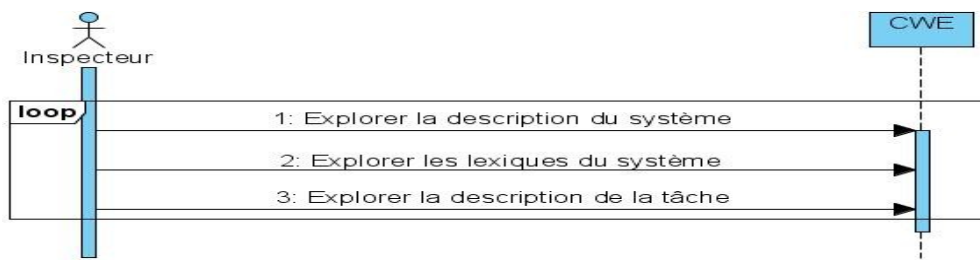 CWE
Inspecteur
loop
1: Explorer la description du système
2: Explorer les lexiques du système
3: Explorer la description de la tâche